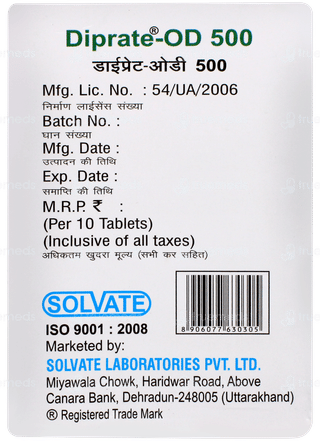 Diprate®-OD 500
डाईप्रेट-ओडी 500
Mfg. Lic. No. : 54/UA/2006
निर्माण लाईसेंस संख्या
Batch No. :
घान संख्या
Mfg. Date :
उत्पादन की तिथि
Exp. Date :
समाप्ति की तिथि
M.R.P. ₹ :
(Per 10 Tablets)
(Inclusive of all taxes)
अधिकतम खुदरा मूल्य (सभी कर सहित)
8906077630305
SOLVATE
ISO 9001 : 2008
Marketed by:
SOLVATE LABORATORIES PVT. LTD.
Miyawala Chowk, Haridwar Road, Above
Canara Bank, Dehradun-248005 (Uttarakhand)
® Registered Trade Mark